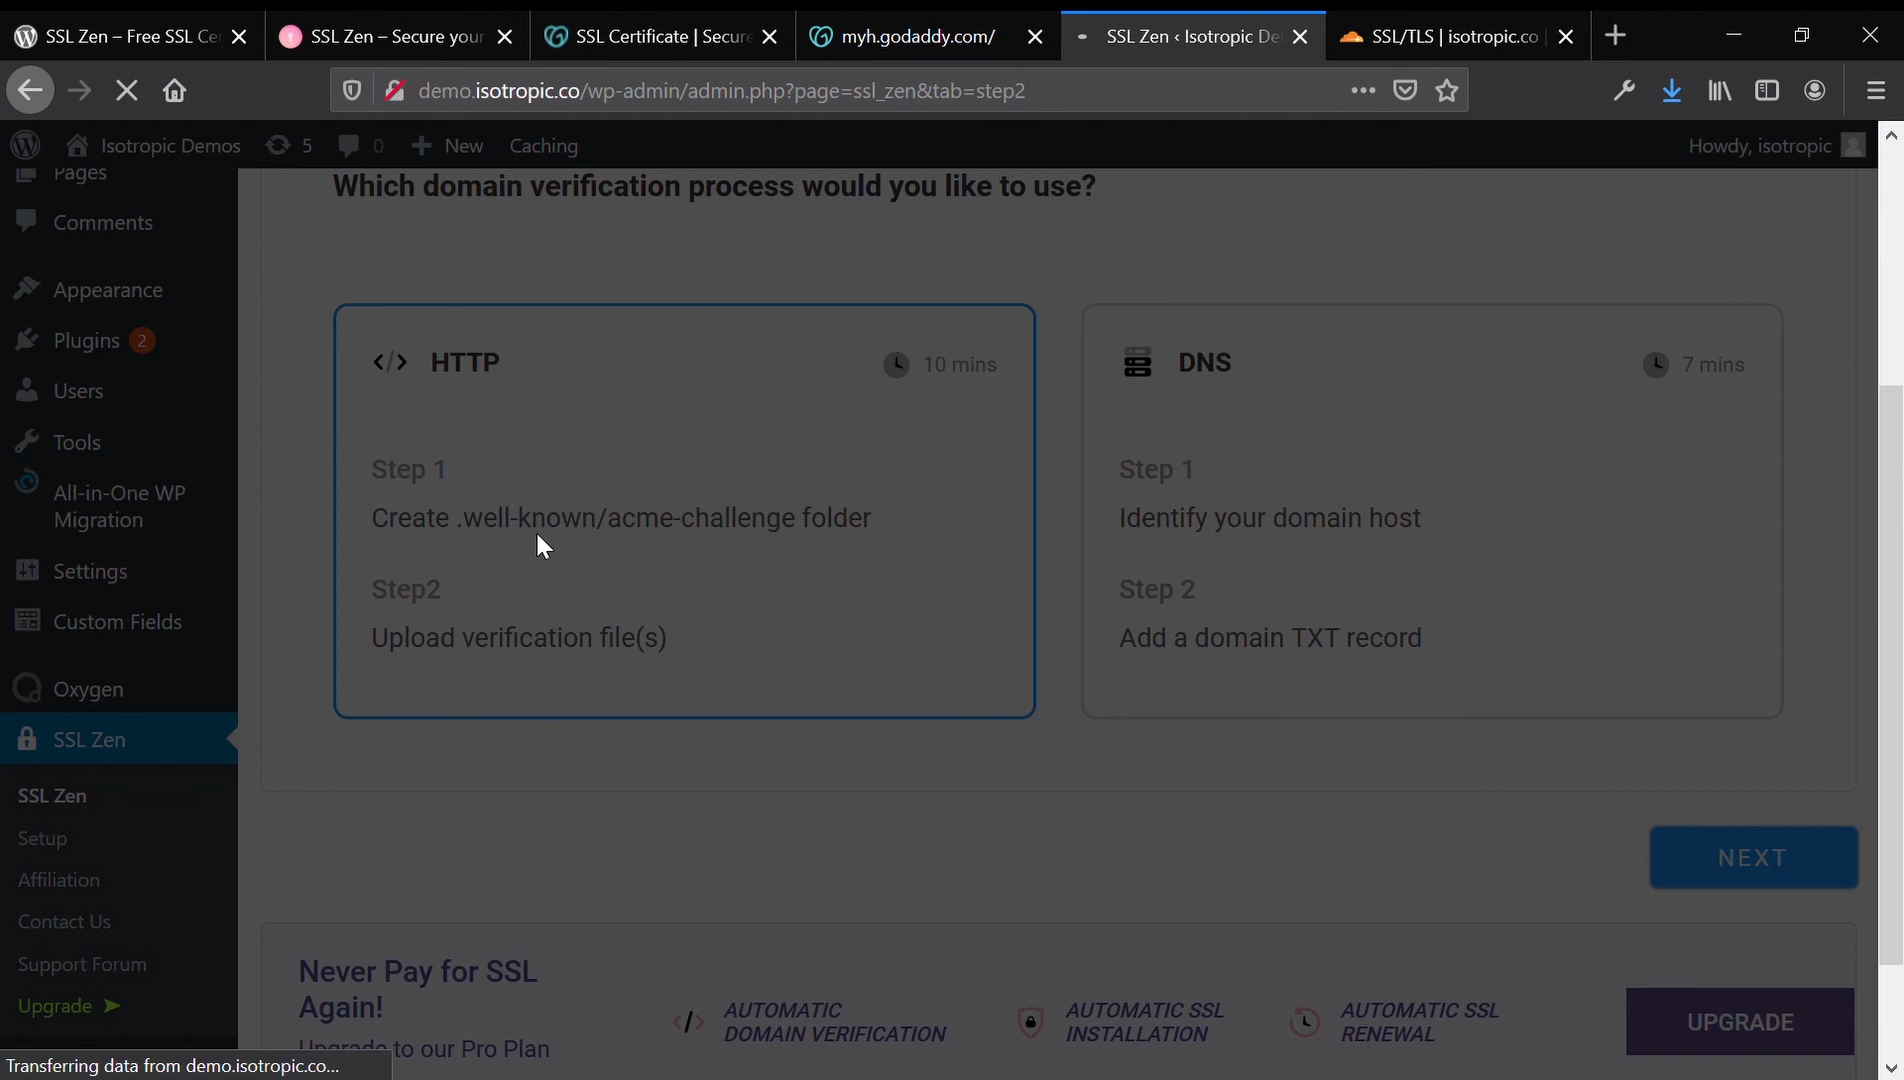 SSL Zen – Free SSL Ce
SSL Zen – Secure your
SSL Certificate | Secure
myh.godaddy.com/
SSL Zen ‹ Isotropic De
SSL/TLS | isotropic.co
demo.isotropic.co/wp-admin/admin.php?page=ssl_zen&tab=step2
Isotropic Demos
5
0
New
Caching
Howdy, isotropic
Pages
Comments
Appearance
Plugins 2
Users
Tools
All-in-One WP
Migration
Settings
Custom Fields
Oxygen
SSL Zen
SSL Zen
Setup
Affiliation
Contact Us
Support Forum
Upgrade ➤
Which domain verification process would you like to use?
</> HTTP
10 mins
Step 1
Create .well-known/acme-challenge folder
Step2
Upload verification file(s)
DNS
7 mins
Step 1
Identify your domain host
Step 2
Add a domain TXT record
NEXT
Never Pay for SSL
Again!
Upgrade to our Pro Plan
AUTOMATIC
DOMAIN VERIFICATION
AUTOMATIC SSL
INSTALLATION
AUTOMATIC SSL
RENEWAL
UPGRADE
Transferring data from demo.isotropic.co...